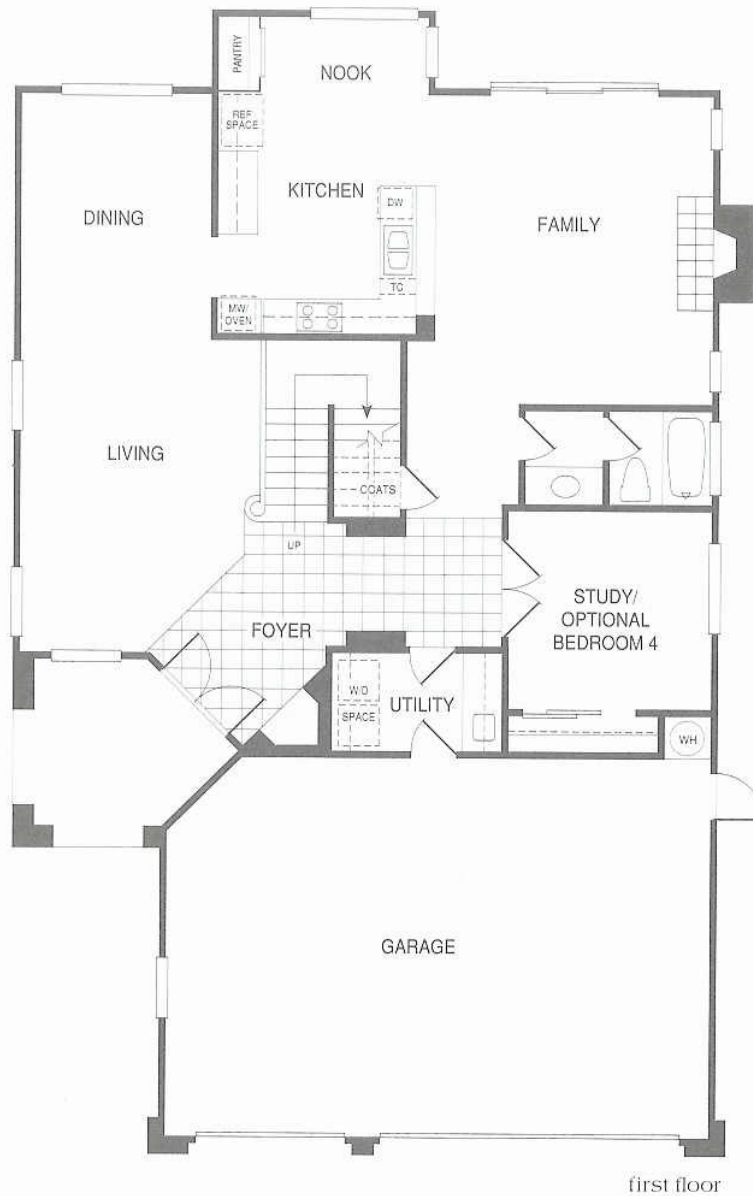 PANTRY
NOOK
REF
SPACE
KITCHEN
DW
DINING
FAMILY
TC
MW/
OVEN
LIVING
COATS
UP
STUDY/
OPTIONAL
BEDROOM 4
FOYER
W/D
SPACE
UTILITY
WH
GARAGE
first floor